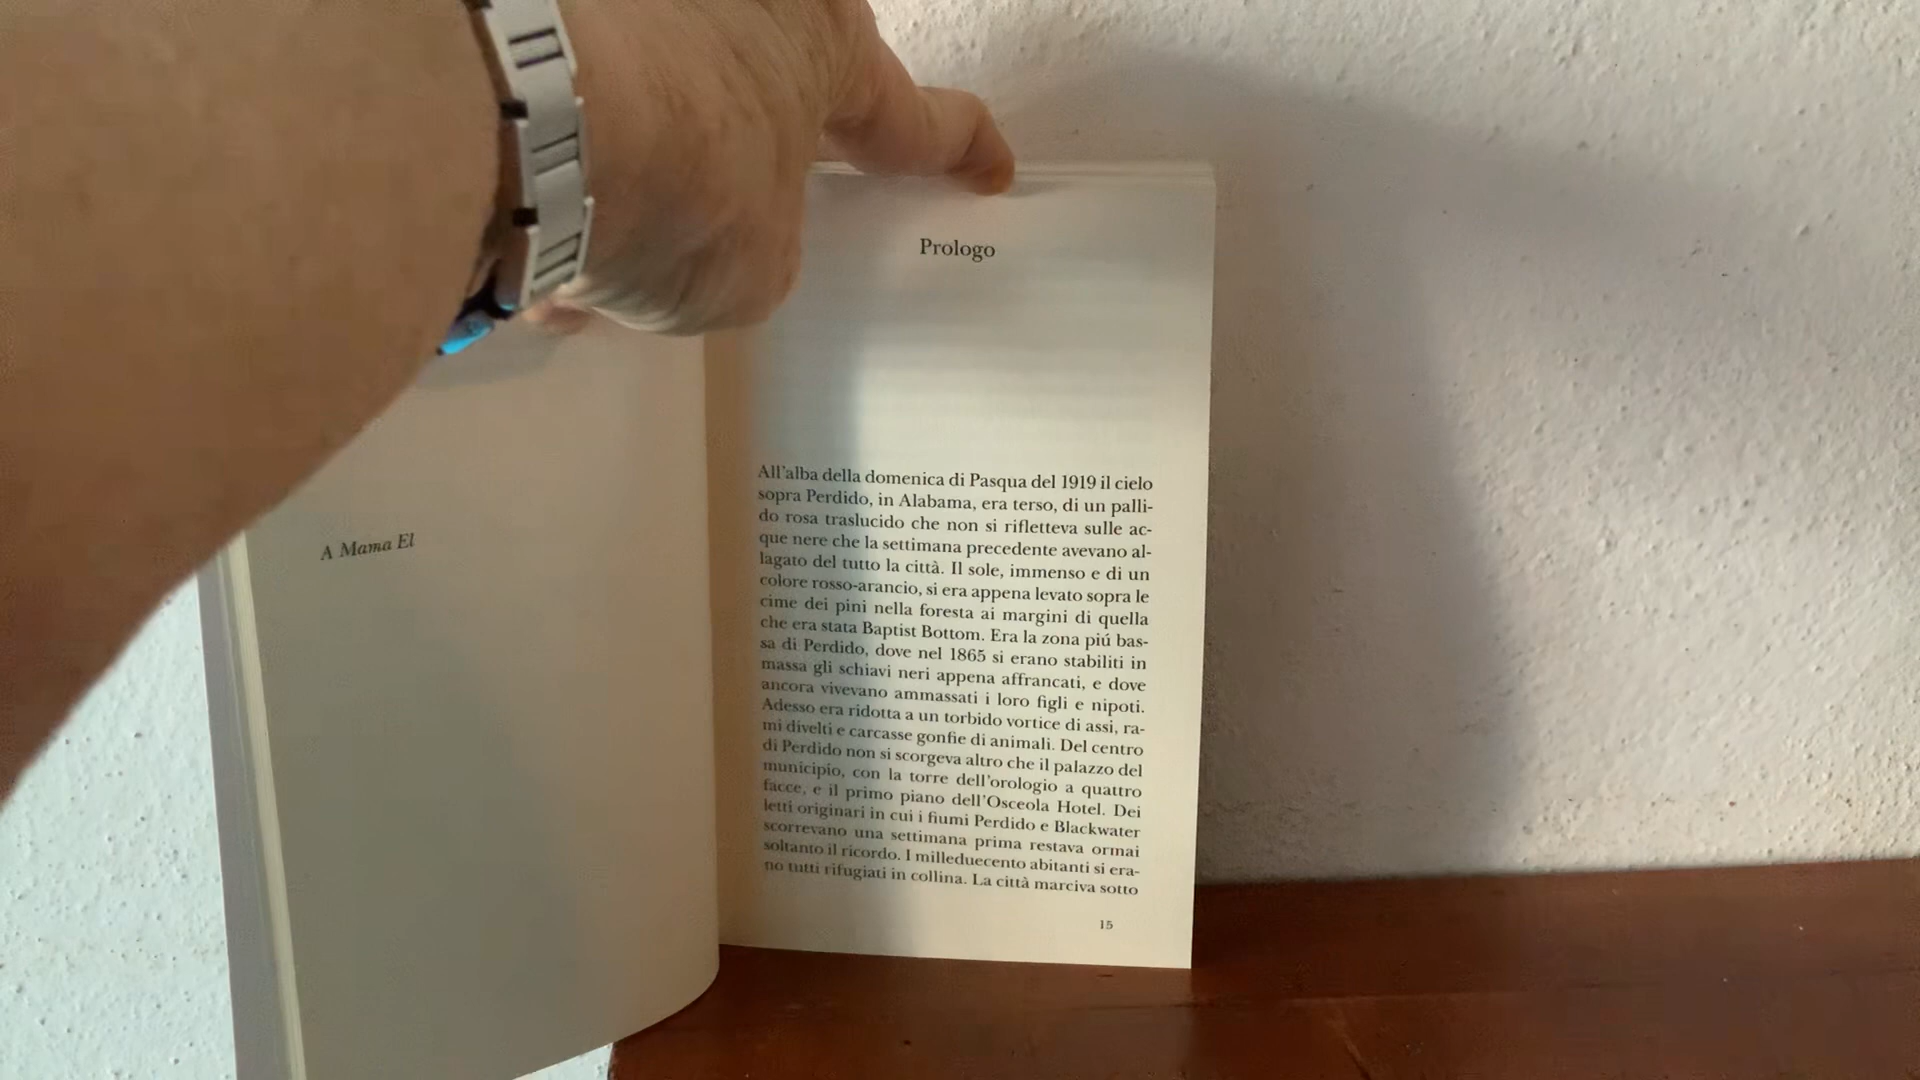 A Mama El
Prologo
All'alba della domenica di Pasqua del 1919 il cielo
sopra Perdido, in Alabama, era terso, di un palli-
do rosa traslucido che non si rifletteva sulle ac-
que nere che la settimana precedente avevano al-
lagato del tutto la città. Il sole, immenso e di un
colore rosso-arancio, si era appena levato sopra le
cime dei pini nella foresta ai margini di quella
che era stata Baptist Bottom. Era la zona piú bas-
sa di Perdido, dove nel 1865 si erano stabiliti in
massa gli schiavi neri appena affrancati, e dove
ancora vivevano ammassati i loro figli e nipoti.
Adesso era ridotta a un torbido vortice di assi, ra-
mi divelti e carcasse gonfie di animali. Del centro
di Perdido non si scorgeva altro che il palazzo del
municipio, con la torre dell'orologio a quattro
facce, e il primo piano dell'Osceola Hotel. Dei
letti originari in cui i fiumi Perdido e Blackwater
scorrevano una settimana prima restava ormai
soltanto il ricordo. I milleduecento abitanti si era-
no tutti rifugiati in collina. La città marciva sotto
15